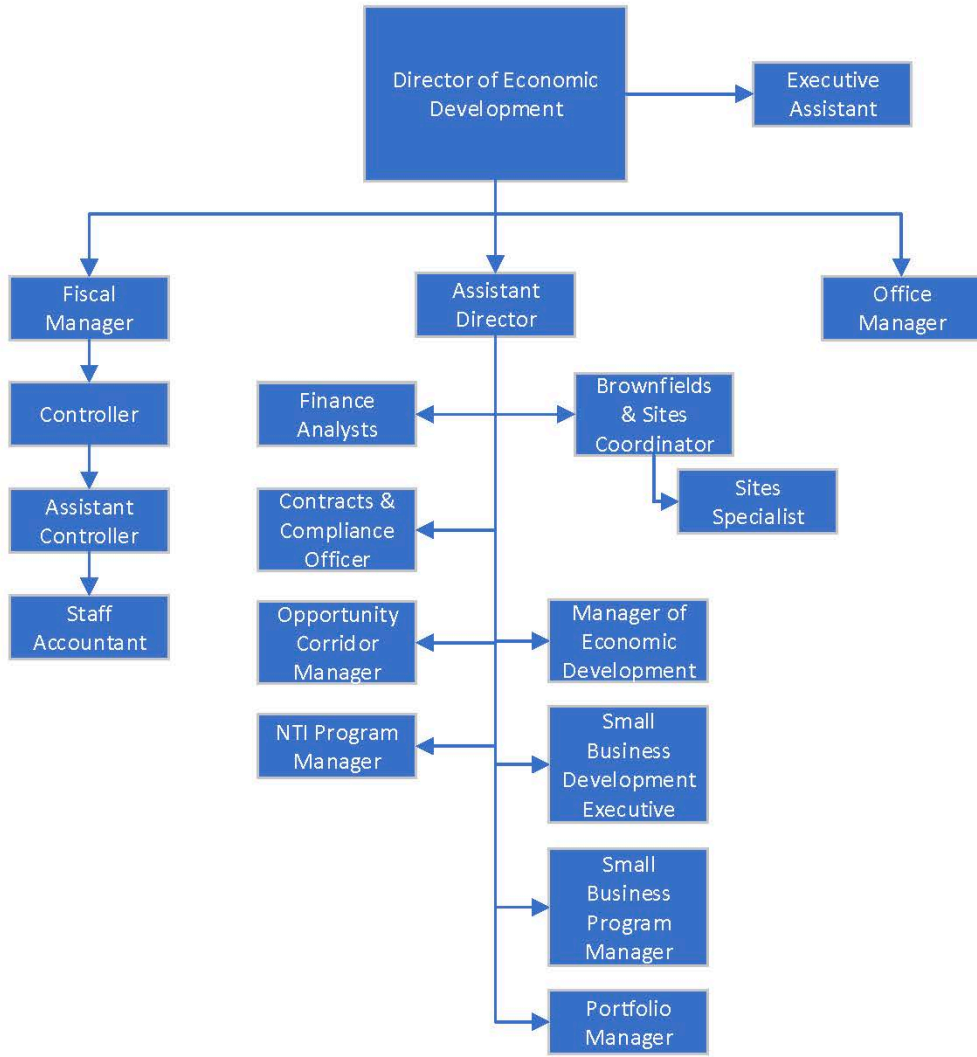 Director of Economic
Development
Executive
Assistant
Fiscal
Manager
Assistant
Director
Office
Manager
Controller
Finance
Analysts
Brownfields
& Sites
Coordinator
Sites
Specialist
Assistant
Controller
Contracts &
Compliance
Officer
Staff
Accountant
Opportunity
Corridor
Manager
Manager of
Economic
Development
NTI Program
Manager
Small
Business
Development
Executive
Small
Business
Program
Manager
Portfolio
Manager